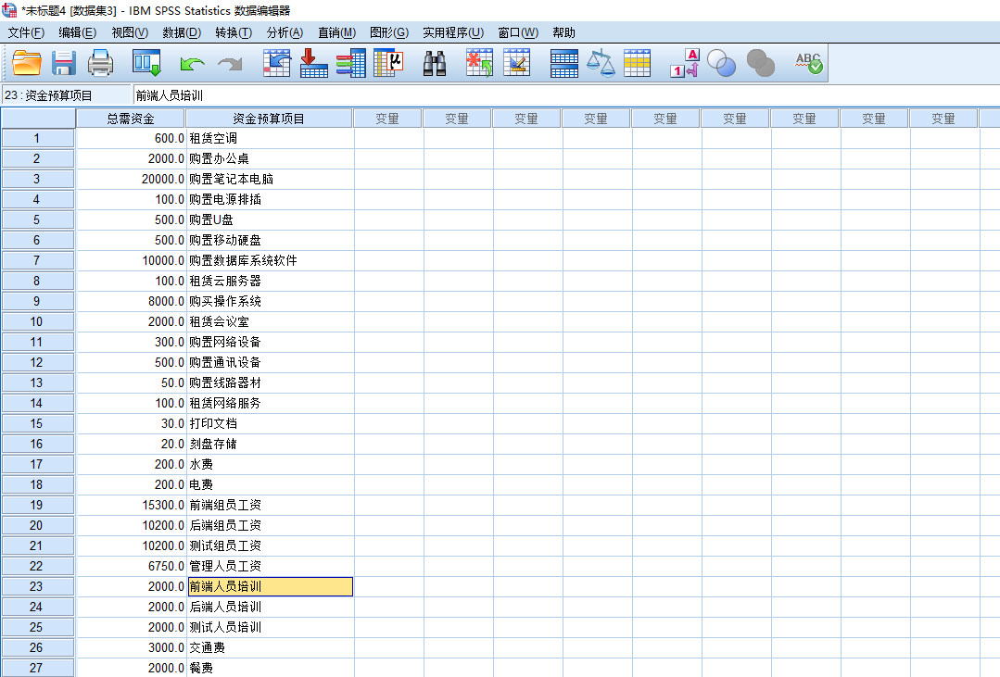 *未标题4 [数据集3] - IBM SPSS Statistics 数据编辑器
文件(F) 编辑(E) 视图(V) 数据(D) 转换(T) 分析(A) 直销(M) 图形(G) 实用程序(U) 窗口(W) 帮助
μ 1 A ABC
23 : 资金预算项目 前端人员培训
总需资金 资金预算项目 变量 变量 变量 变量 变量 变量 变量 变量 变量
1 600.0 租赁空调
2 2000.0 购置办公桌
3 20000.0 购置笔记本电脑
4 100.0 购置电源排插
5 500.0 购置U盘
6 500.0 购置移动硬盘
7 10000.0 购置数据库系统软件
8 100.0 租赁云服务器
9 8000.0 购买操作系统
10 2000.0 租赁会议室
11 300.0 购置网络设备
12 500.0 购置通讯设备
13 50.0 购置线路器材
14 100.0 租赁网络服务
15 30.0 打印文档
16 20.0 刻盘存储
17 200.0 水费
18 200.0 电费
19 15300.0 前端组员工资
20 10200.0 后端组员工资
21 10200.0 测试组员工资
22 6750.0 管理人员工资
23 2000.0 前端人员培训
24 2000.0 后端人员培训
25 2000.0 测试人员培训
26 3000.0 交通费
27 2000.0 餐费